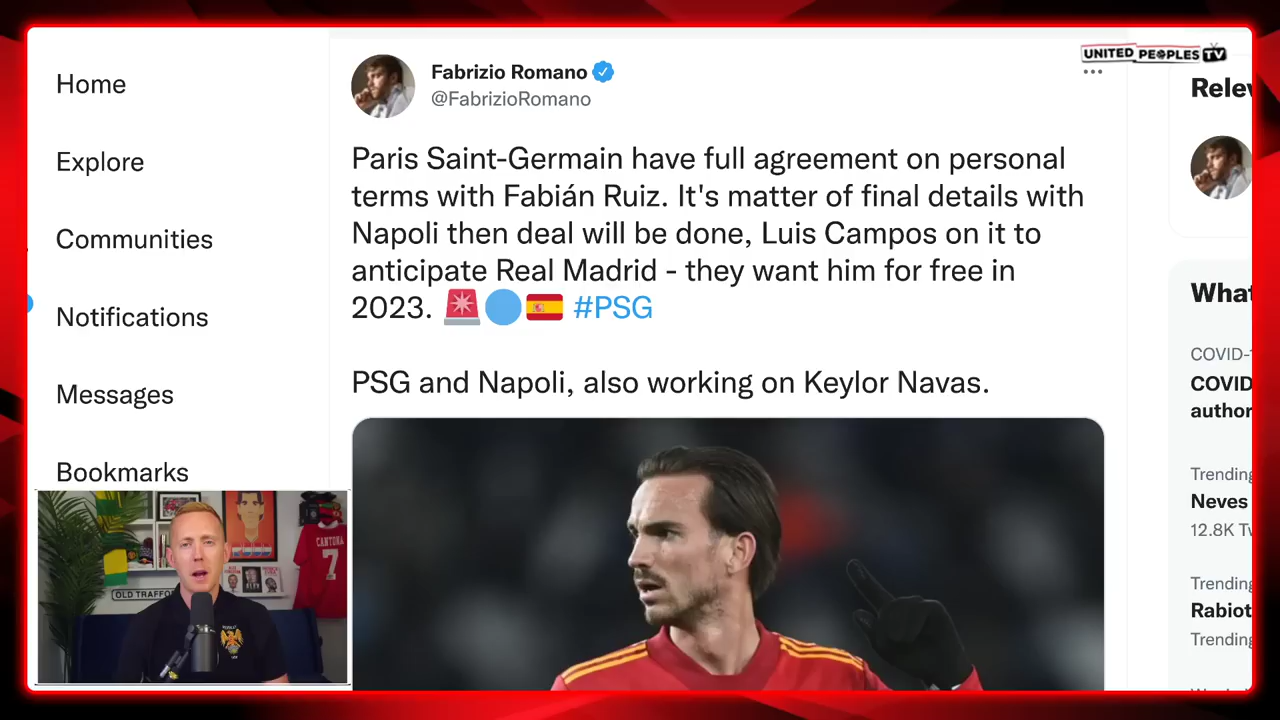 UNITED PEOPLES TV
Home
Explore
Communities
Notifications
Messages
Bookmarks
Fabrizio Romano
@FabrizioRomano
Paris Saint-Germain have full agreement on personal
terms with Fabián Ruiz. It's matter of final details with
Napoli then deal will be done, Luis Campos on it to
anticipate Real Madrid - they want him for free in
2023. 🚨🔵🇪🇸 #PSG
PSG and Napoli, also working on Keylor Navas.
Trending
Neves
12.8K
Trending
Rabiot
Trending
OLD TRAFFO
CANTONA
7